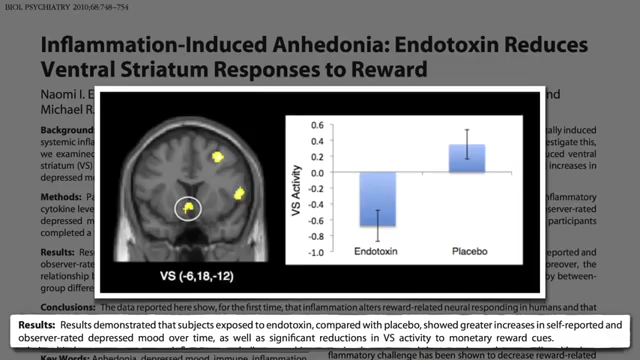 BIOL PSYCHIATRY 2010;68:748–754
Inflammation-Induced Anhedonia: Endotoxin Reduces
Ventral Striatum Responses to Reward
Naomi I. E
and
Michael R.
Background:
ally induced
systemic infla
vestigate this,
we examined
uced ventral
striatum (VS)
increases in
depressed mo
Methods: Pa
nflammatory
cytokine leve
bserver-rated
depressed m
participants
completed a
Results: Res
reported and
observer-rate
oreover, the
relationship b
by between-
group differe
VS (-6,18,-12)
VS Activity
0.6
0.4
0.2
0.0
-0.2
-0.4
-0.6
-0.8
-1.0
Endotoxin Placebo
Conclusions: The data reported here show, for the first time, that inflammation alters reward-related neural responding in humans and that
Results: Results demonstrated that subjects exposed to endotoxin, compared with placebo, showed greater increases in self-reported and
observer-rated depressed mood over time, as well as significant reductions in VS activity to monetary reward cues.
Key Words: Anhedonia, depressed mood, immune, inflammation,
flammatory challenge has been shown to decrease reward-related